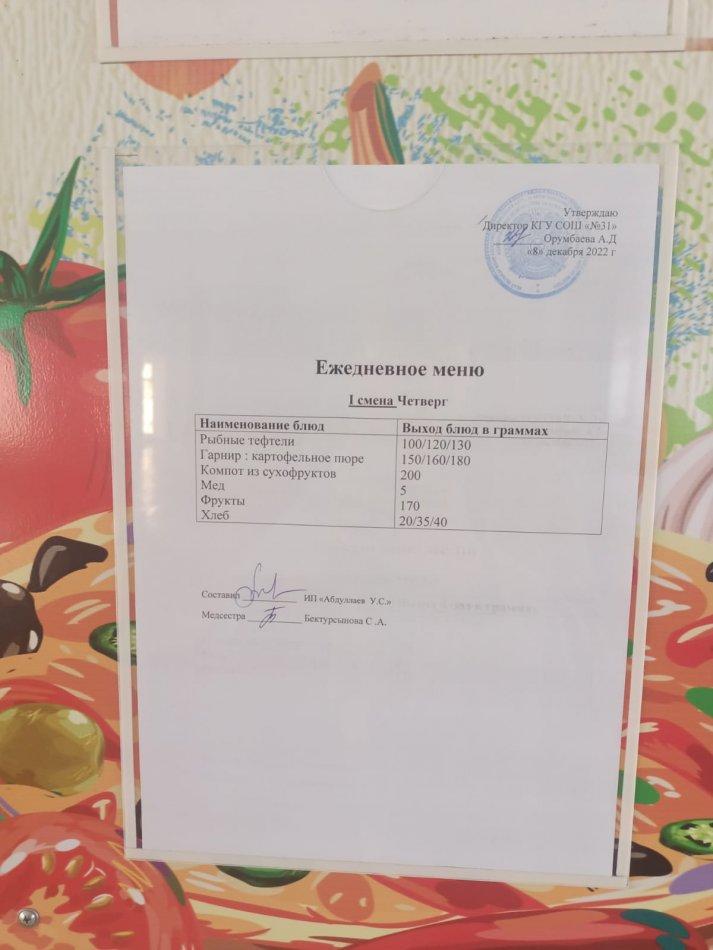 Утверждаю
Директор КГУ СОШ «№31»
Орумбаева А.Д
«8» декабря 2022 г
Ежедневное меню
I смена Четверг
Наименование блюд Выход блюд в граммах
Рыбные тефтели 100/120/130
Гарнир : картофельное пюре 150/160/180
Компот из сухофруктов 200
Мед 5
Фрукты 170
Хлеб 20/35/40
Составил ИП «Абдуллаев У.С.»
Медсестра Бектурсынова С .А.